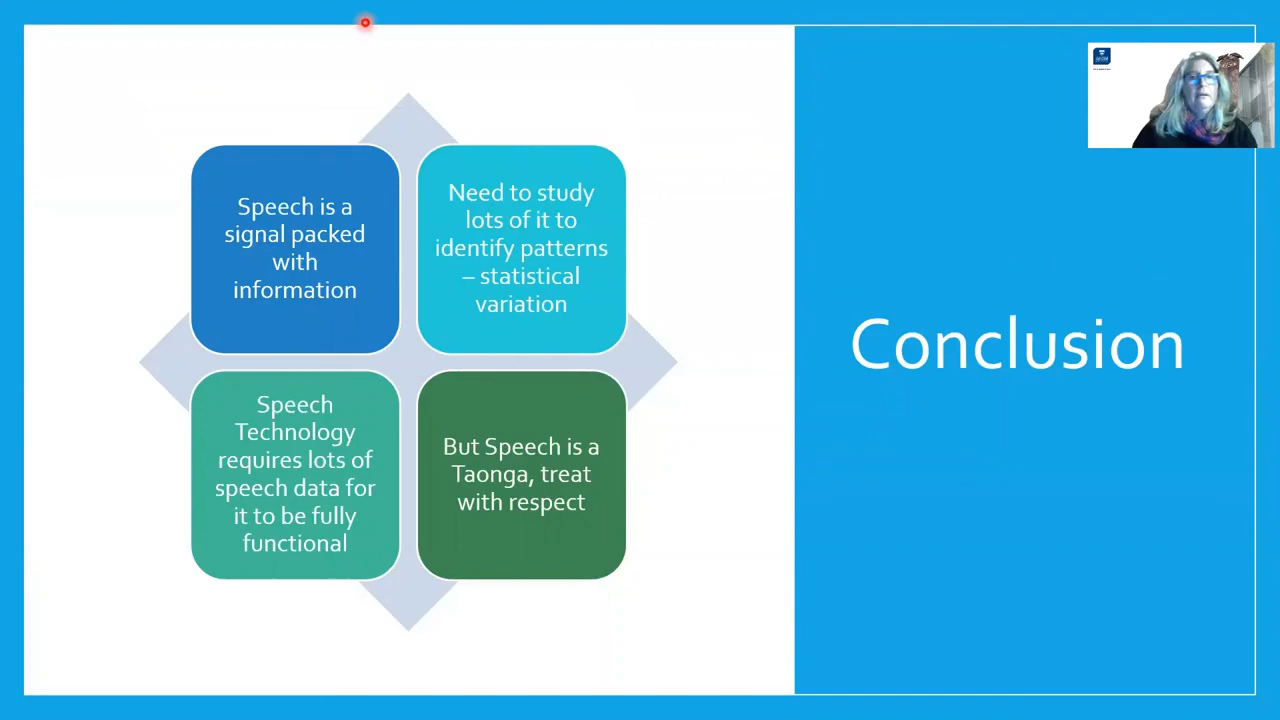 Speech is a
signal packed
with
information
Need to study
lots of it to
identify patterns
– statistical
variation
Speech
Technology
requires lots of
speech data for
it to be fully
functional
But Speech is a
Taonga, treat
with respect
Conclusion